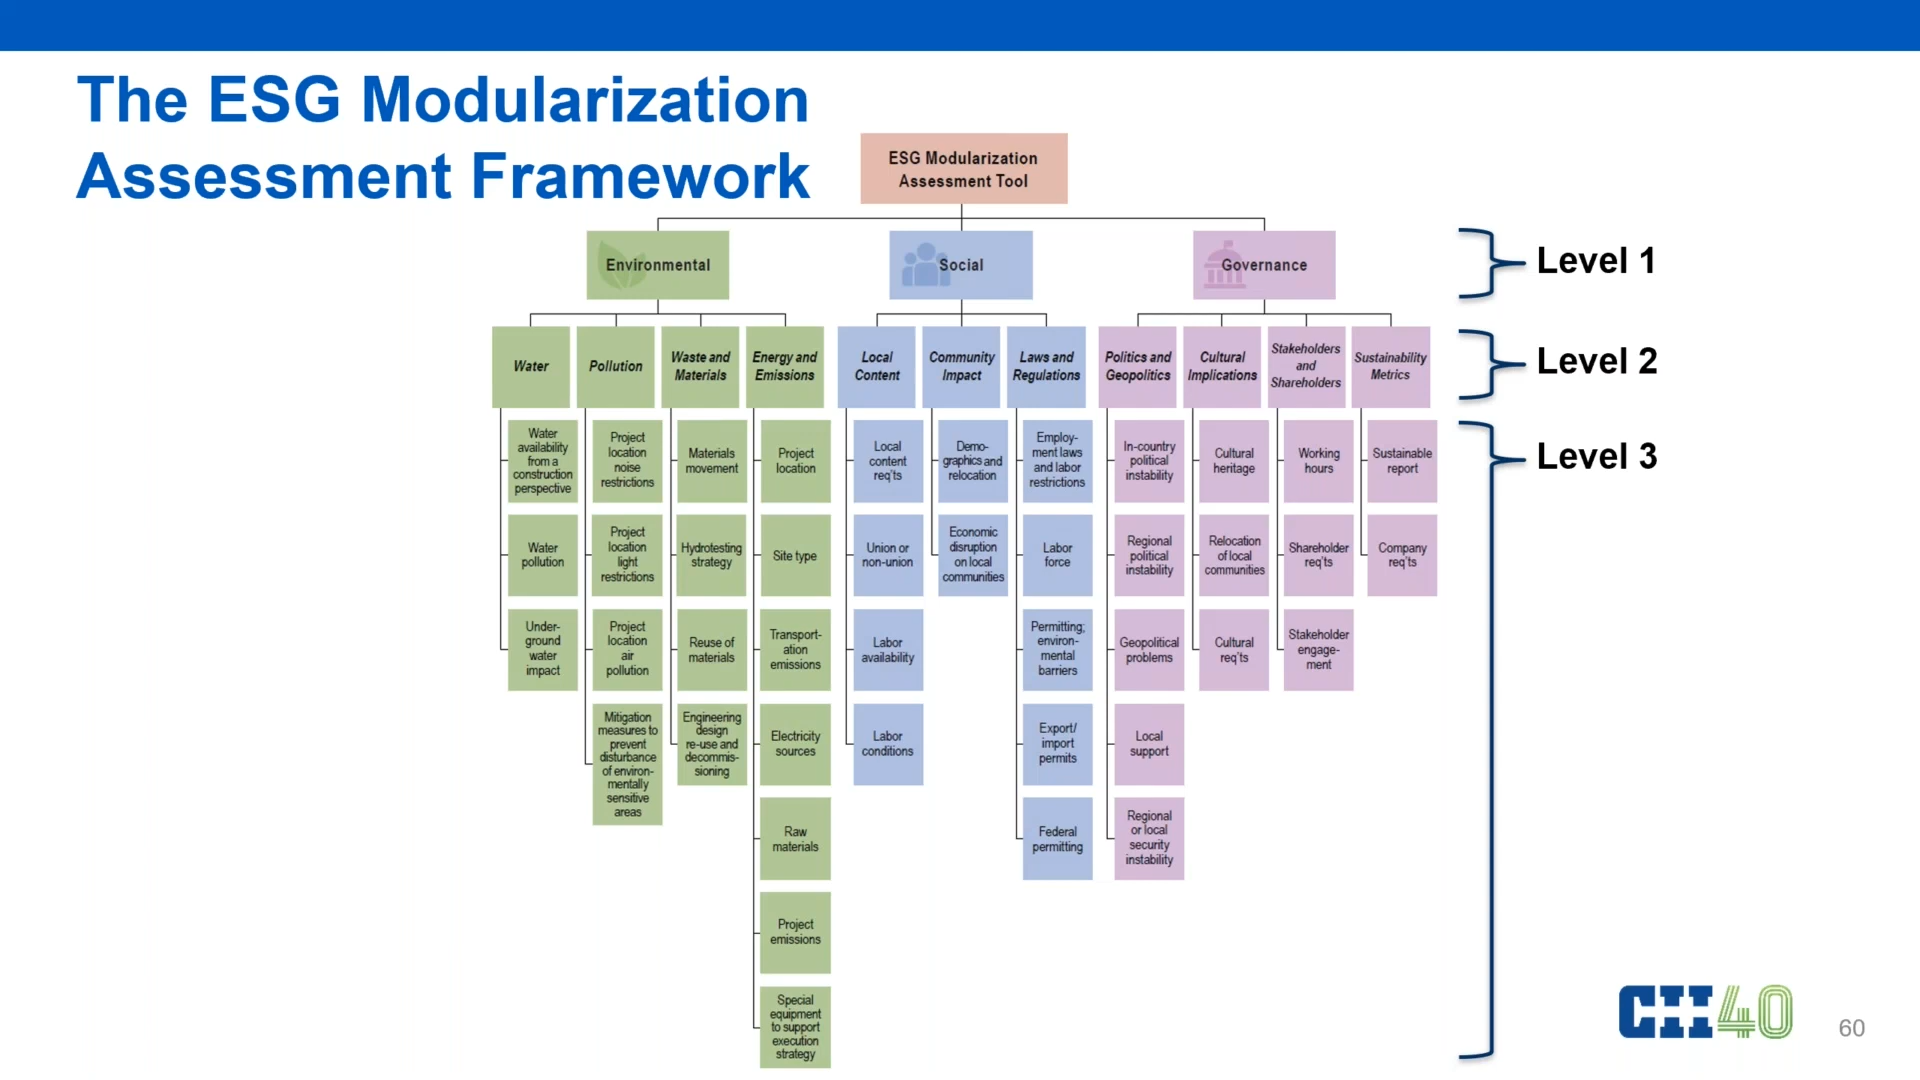 The ESG Modularization
Assessment Framework
ESG Modularization
Assessment Tool
Environmental
Social
Governance
Level 1
Water
Pollution
Waste and
Materials
Energy and
Emissions
Local
Content
Community
Impact
Laws and
Regulations
Politics and
Geopolitics
Cultural
Implications
Stakeholders
and
Shareholders
Sustainability
Metrics
Level 2
Water
availability
from a
construction
perspective
Project
location
noise
restrictions
Materials
movement
Project
location
Local
content
req'ts
Demo-
graphics and
relocation
Employ-
ment laws
and labor
restrictions
In-country
political
instability
Cultural
heritage
Working
hours
Sustainable
report
Level 3
Water
pollution
Project
location
light
restrictions
Hydrotesting
strategy
Site type
Union or
non-union
Economic
disruption
on local
communities
Labor
force
Regional
political
instability
Relocation
of local
communities
Shareholder
req'ts
Company
req'ts
Under-
ground
water
impact
Project
location
air
pollution
Reuse of
materials
Transport-
ation
emissions
Labor
availability
Permitting;
environ-
mental
barriers
Geopolitical
problems
Cultural
req'ts
Stakeholder
engage-
ment
Mitigation
measures to
prevent
disturbance
of environ-
mentally
sensitive
areas
Engineering
design
re-use and
decommis-
sioning
Electricity
sources
Labor
conditions
Export/
import
permits
Local
support
Raw
materials
Federal
permitting
Regional
or local
security
instability
Project
emissions
Special
equipment
to support
execution
strategy
CII40
60